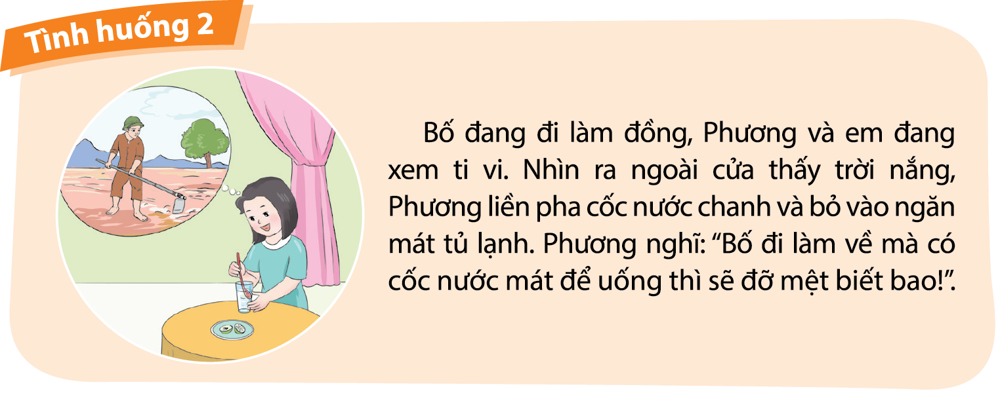 Tình huống 2
Bố đang đi làm đồng, Phương và em đang
xem ti vi. Nhìn ra ngoài cửa thấy trời nắng,
Phương liền pha cốc nước chanh và bỏ vào ngăn
mát tủ lạnh. Phương nghĩ: “Bố đi làm về mà có
cốc nước mát để uống thì sẽ đỡ mệt biết bao!”.